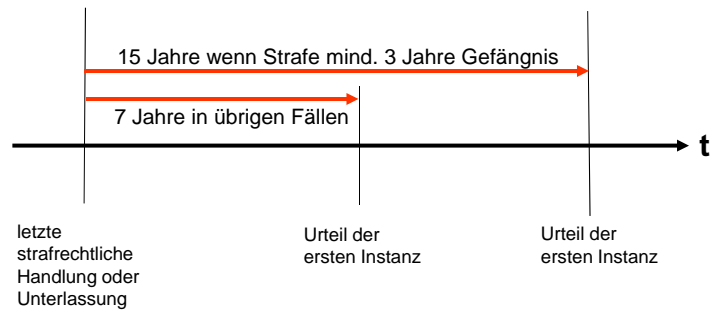 15 Jahre wenn Strafe mind. 3 Jahre Gefängnis
7 Jahre in übrigen Fällen
t
letzte
strafrechtliche
Handlung oder
Unterlassung
Urteil der
ersten Instanz
Urteil der
ersten Instanz